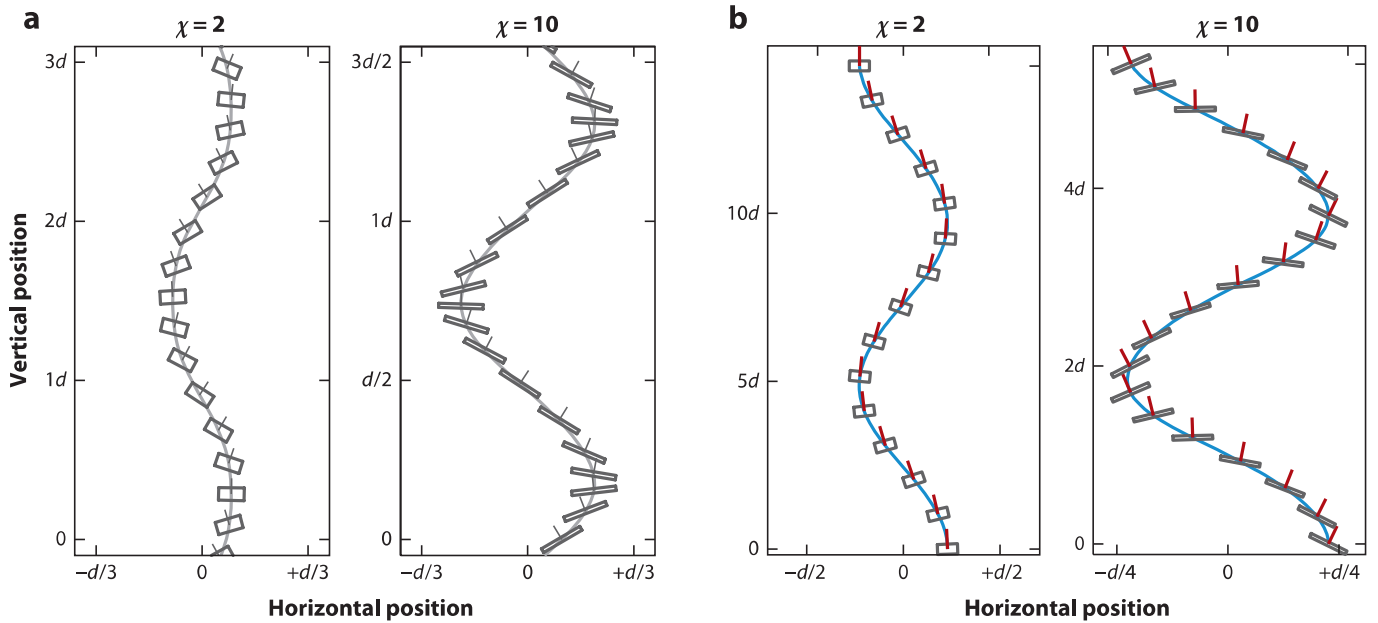 a
χ = 2
χ = 10
b
χ = 2
χ = 10
Vertical position
3d
2d
1d
0
3d/2
1d
d/2
0
10d
5d
0
4d
2d
0
−d/3
0
+d/3
−d/3
0
+d/3
−d/2
0
+d/2
−d/4
0
+d/4
Horizontal position
Horizontal position